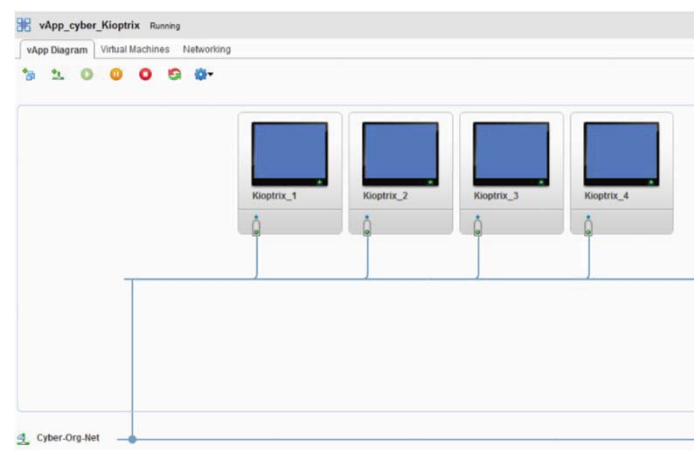 vApp_cyber_Kioptrix Running
vApp Diagram Virtual Machines Networking
Kioptrix_1 Kioptrix_2 Kioptrix_3 Kioptrix_4
Cyber-Org-Net